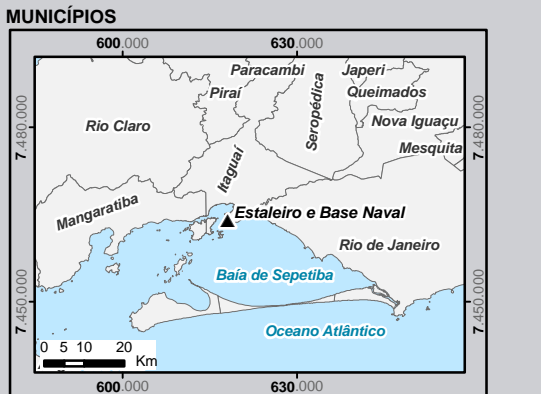 MUNICÍPIOS
600.000 630.000
Paracambi Japeri
Piraí Queimados
Seropédica
Rio Claro
Nova Iguaçu
Mesquita
7.480.000 7.480.000
Itaguaí
Mangaratiba
Estaleiro e Base Naval
Rio de Janeiro
Baía de Sepetiba
7.450.000 7.450.000
Oceano Atlântico
0 5 10 20
Km
600.000 630.000